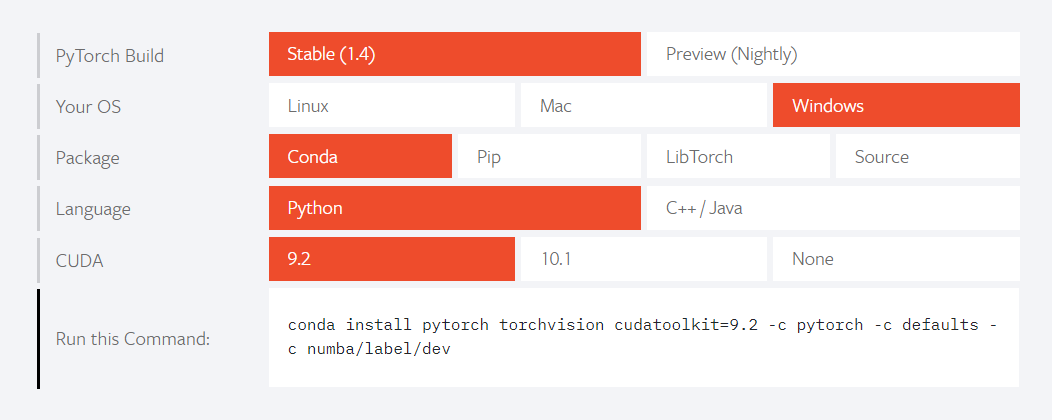 PyTorch Build Stable (1.4) Preview (Nightly)
Your OS Linux Mac Windows
Package Conda Pip LibTorch Source
Language Python C++ / Java
CUDA 9.2 10.1 None
Run this Command: conda install pytorch torchvision cudatoolkit=9.2 -c pytorch -c defaults -
c numba/label/dev